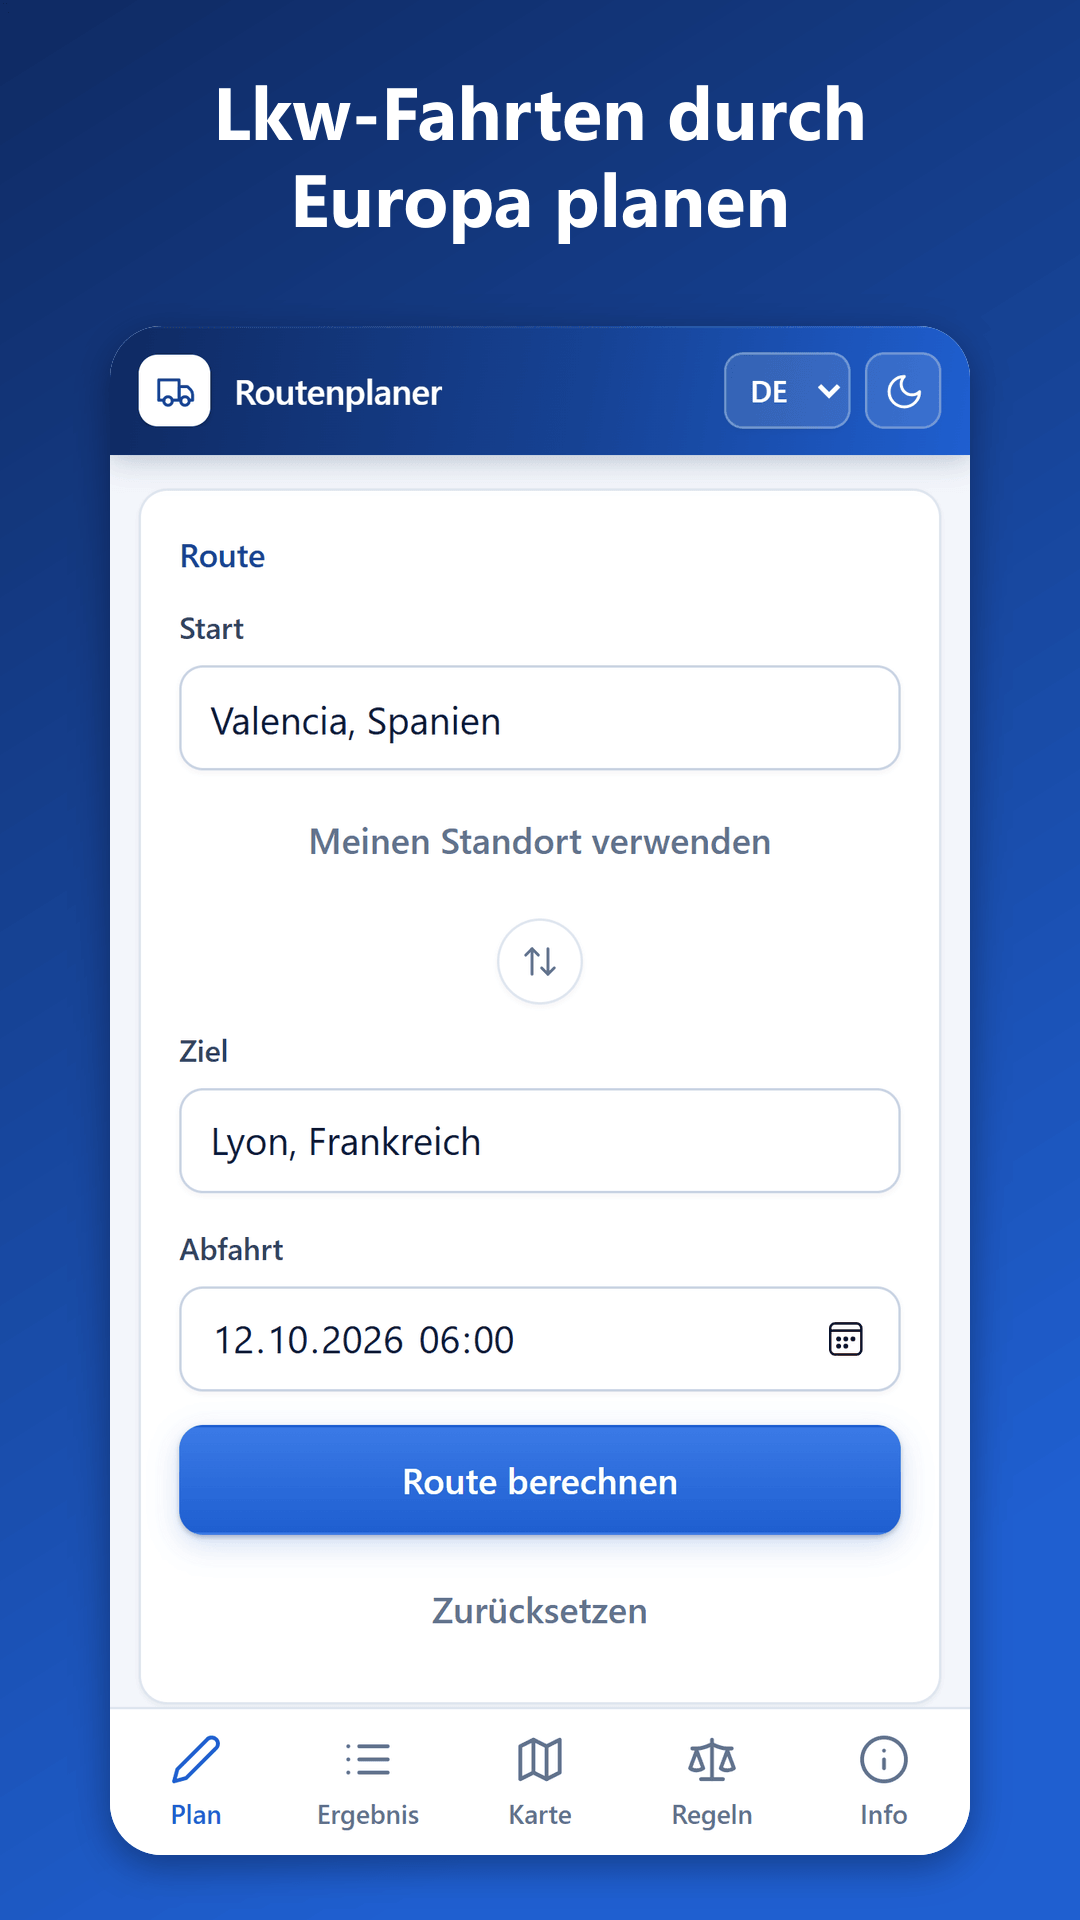 Lkw-Fahrten durch
Europa planen
Routenplaner
DE
Route
Start
Valencia, Spanien
Meinen Standort verwenden
Ziel
Lyon, Frankreich
Abfahrt
12.10.2026 06:00
Route berechnen
Zurücksetzen
Plan
Ergebnis
Karte
Regeln
Info